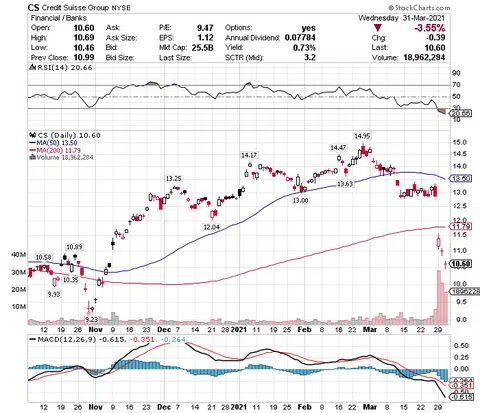 CS Credit Suisse Group NYSE
© StockCharts.com
Financial / Banks
Wednesday 31-Mar-2021
Open: 10.60 Ask: P/E: 9.47 Options: yes ▼ -3.55%
High: 10.69 Ask Size: EPS: 1.12 Annual Dividend: 0.07784 Chg: -0.39
Low: 10.46 Bid: Mkt Cap: 25.5B Yield: 0.73% Last: 10.60
Prev Close: 10.99 Bid Size: Last Size: SCTR (Mid): 3.2 Volume: 18,962,284
RSI(14) 20.66
90
70
50
30
20.66
10
CS (Daily) 10.60
MA(50) 13.50
MA(200) 11.79
Volume 18,962,284
14.95
14.47
14.17
13.63
13.25
13.00
12.04
10.89
10.58
10.35
9.93
9.23
15.0
14.5
14.0
13.50
13.0
12.5
12.0
11.79
11.5
11.0
10.60
10.0
9.5
9.0
18962284
40M
30M
20M
10M
12 19 26 Nov 9 16 23 Dec 7 14 21 2021 11 19 25 Feb 8 16 22 Mar 8 15 22 29
MACD(12,26,9) -0.615, -0.351, -0.264
0.50
0.25
0.00
-0.264
-0.351
-0.615
12 19 26 Nov 9 16 23 Dec 7 14 21 2021 11 19 25 Feb 8 16 22 Mar 8 15 22 29